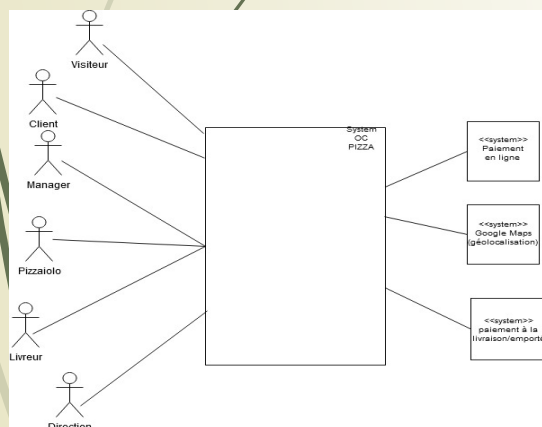 Visiteur
Client
Manager
Pizzaiolo
Livreur
Direction
System
OC
PIZZA
<<system>>
Paiement
en ligne
<<system>>
Google Maps
(géolocalisation)
<<system>>
paiement à la
livraison/emporté